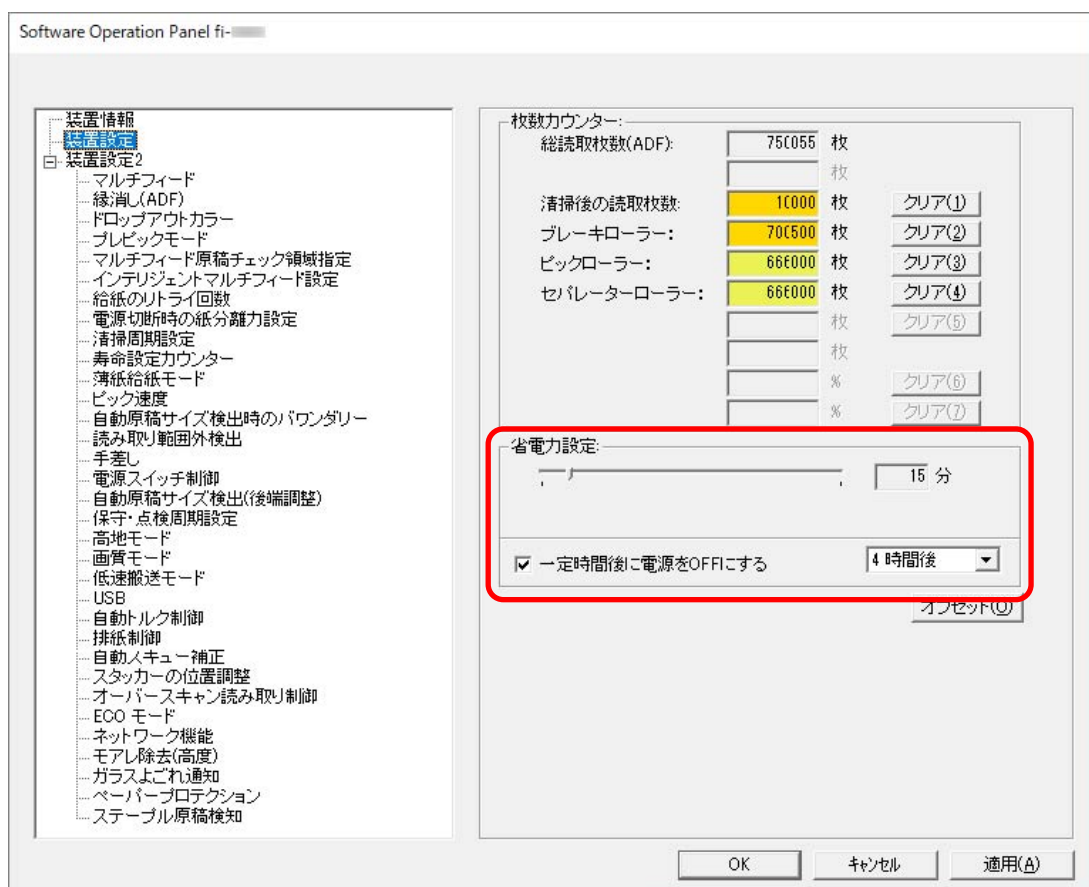 Software Operation Panel fi-
装置情報
装置設定
装置設定2
マルチフィード
縁消し(ADF)
ドロップアウトカラー
プレピックモード
マルチフィード原稿チェック領域指定
インテリジェントマルチフィード設定
給紙のリトライ回数
電源切断時の紙分離力設定
清掃周期設定
寿命設定カウンター
薄紙給紙モード
ピック速度
自動原稿サイズ検出時のバウンダリー
読み取り範囲外検出
手差し
電源スイッチ制御
自動原稿サイズ検出(後端調整)
保守・点検周期設定
高地モード
画質モード
低速搬送モード
USB
自動トルク制御
排紙制御
自動スキュー補正
スタッカーの位置調整
オーバースキャン読み取り制御
ECO モード
ネットワーク機能
モアレ除去(高度)
ガラスよごれ通知
ペーパープロテクション
ステープル原稿検知
枚数カウンター:
総読取枚数(ADF): 750055 枚
枚
清掃後の読取枚数: 10000 枚 クリア(1)
ブレーキローラー: 700500 枚 クリア(2)
ピックローラー: 666000 枚 クリア(3)
セパレーターローラー: 666000 枚 クリア(4)
枚 クリア(5)
枚
% クリア(6)
% クリア(7)
省電力設定:
15 分
一定時間後に電源をOFFにする 4 時間後
オフセット(O)
OK キャンセル 適用(A)